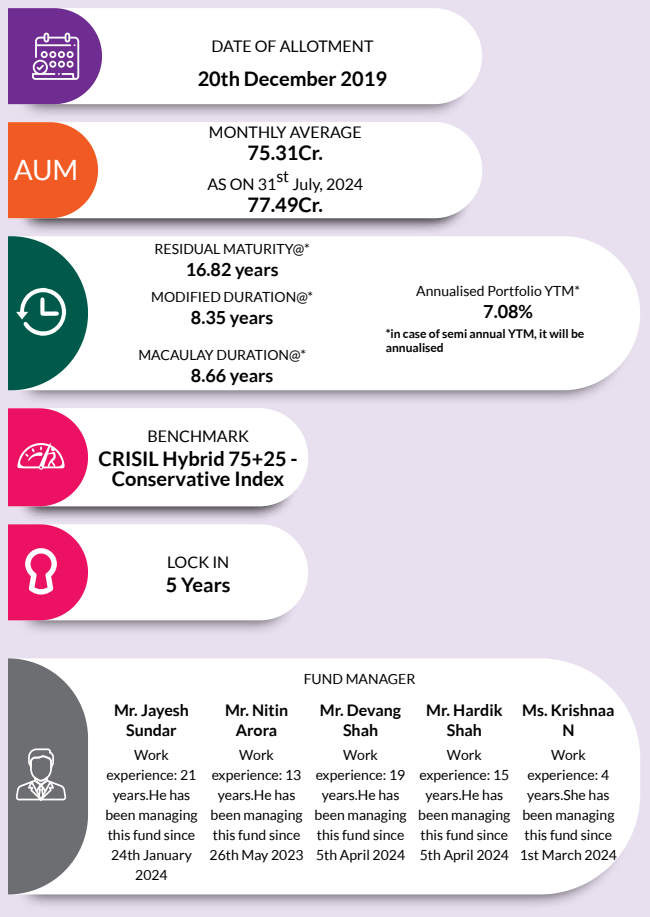 DATE OF ALLOTMENT
20th December 2019
AUM
MONTHLY AVERAGE
75.31Cr.
AS ON 31st July, 2024
77.49Cr.
RESIDUAL MATURITY@*
16.82 years
MODIFIED DURATION@*
8.35 years
MACAULAY DURATION@*
8.66 years
Annualised Portfolio YTM*
7.08%
*in case of semi annual YTM, it will be
annualised
BENCHMARK
CRISIL Hybrid 75+25 -
Conservative Index
LOCK IN
5 Years
FUND MANAGER
Mr. Jayesh
Sundar
Work
experience: 21
years.He has
been managing
this fund since
24th January
2024
Mr. Nitin
Arora
Work
experience: 13
years.He has
been managing
this fund since
26th May 2023
Mr. Devang
Shah
Work
experience: 19
years.He has
been managing
this fund since
5th April 2024
Mr. Hardik
Shah
Work
experience: 15
years.He has
been managing
this fund since
5th April 2024
Ms. Krishnaa
N
Work
experience: 4
years.She has
been managing
this fund since
1st March 2024